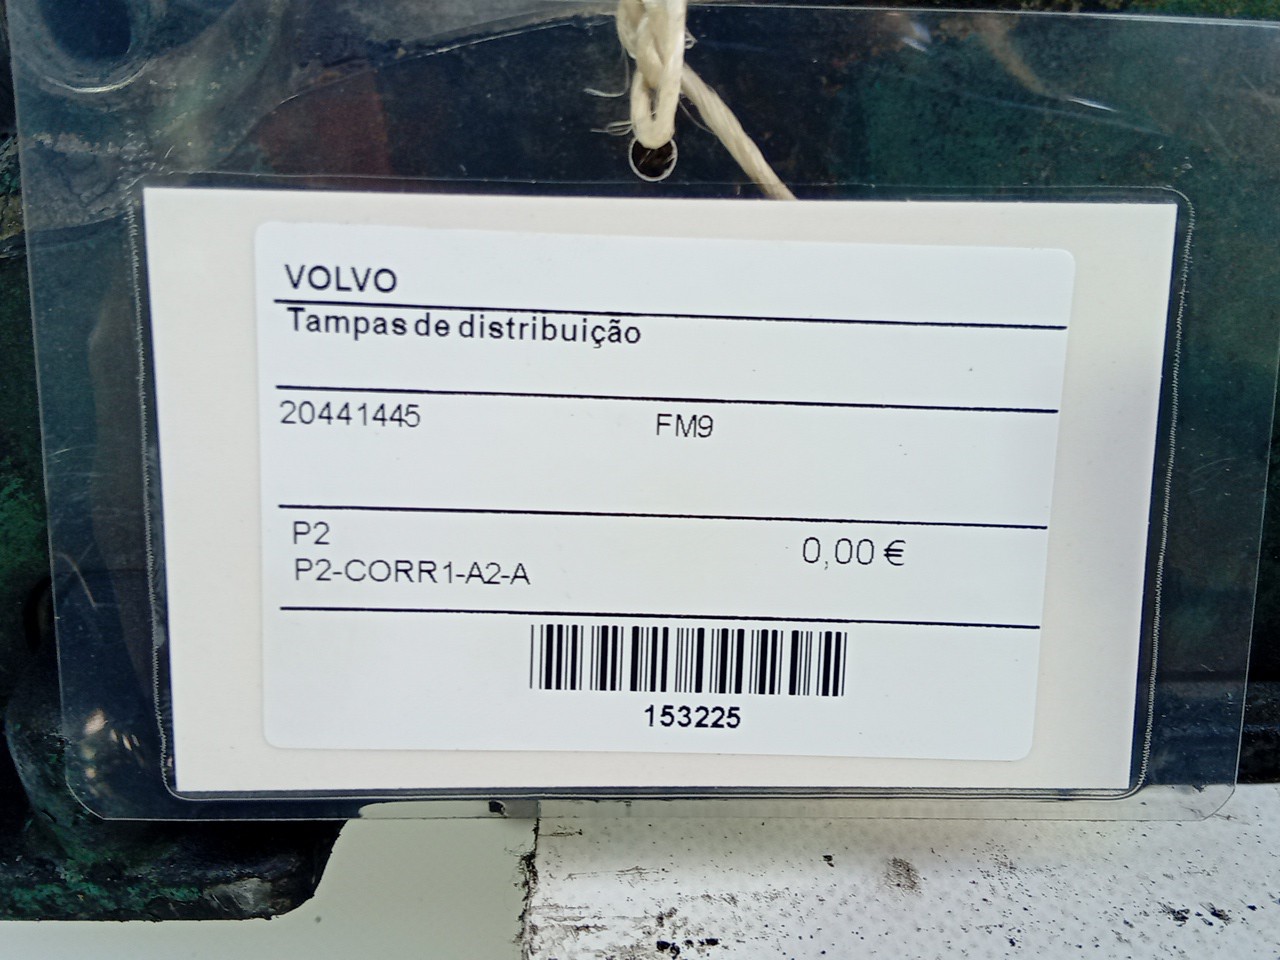 VOLVO
Tampas de distribuição
20441445 FM9
P2 0,00 €
P2-CORR1-A2-A
153225